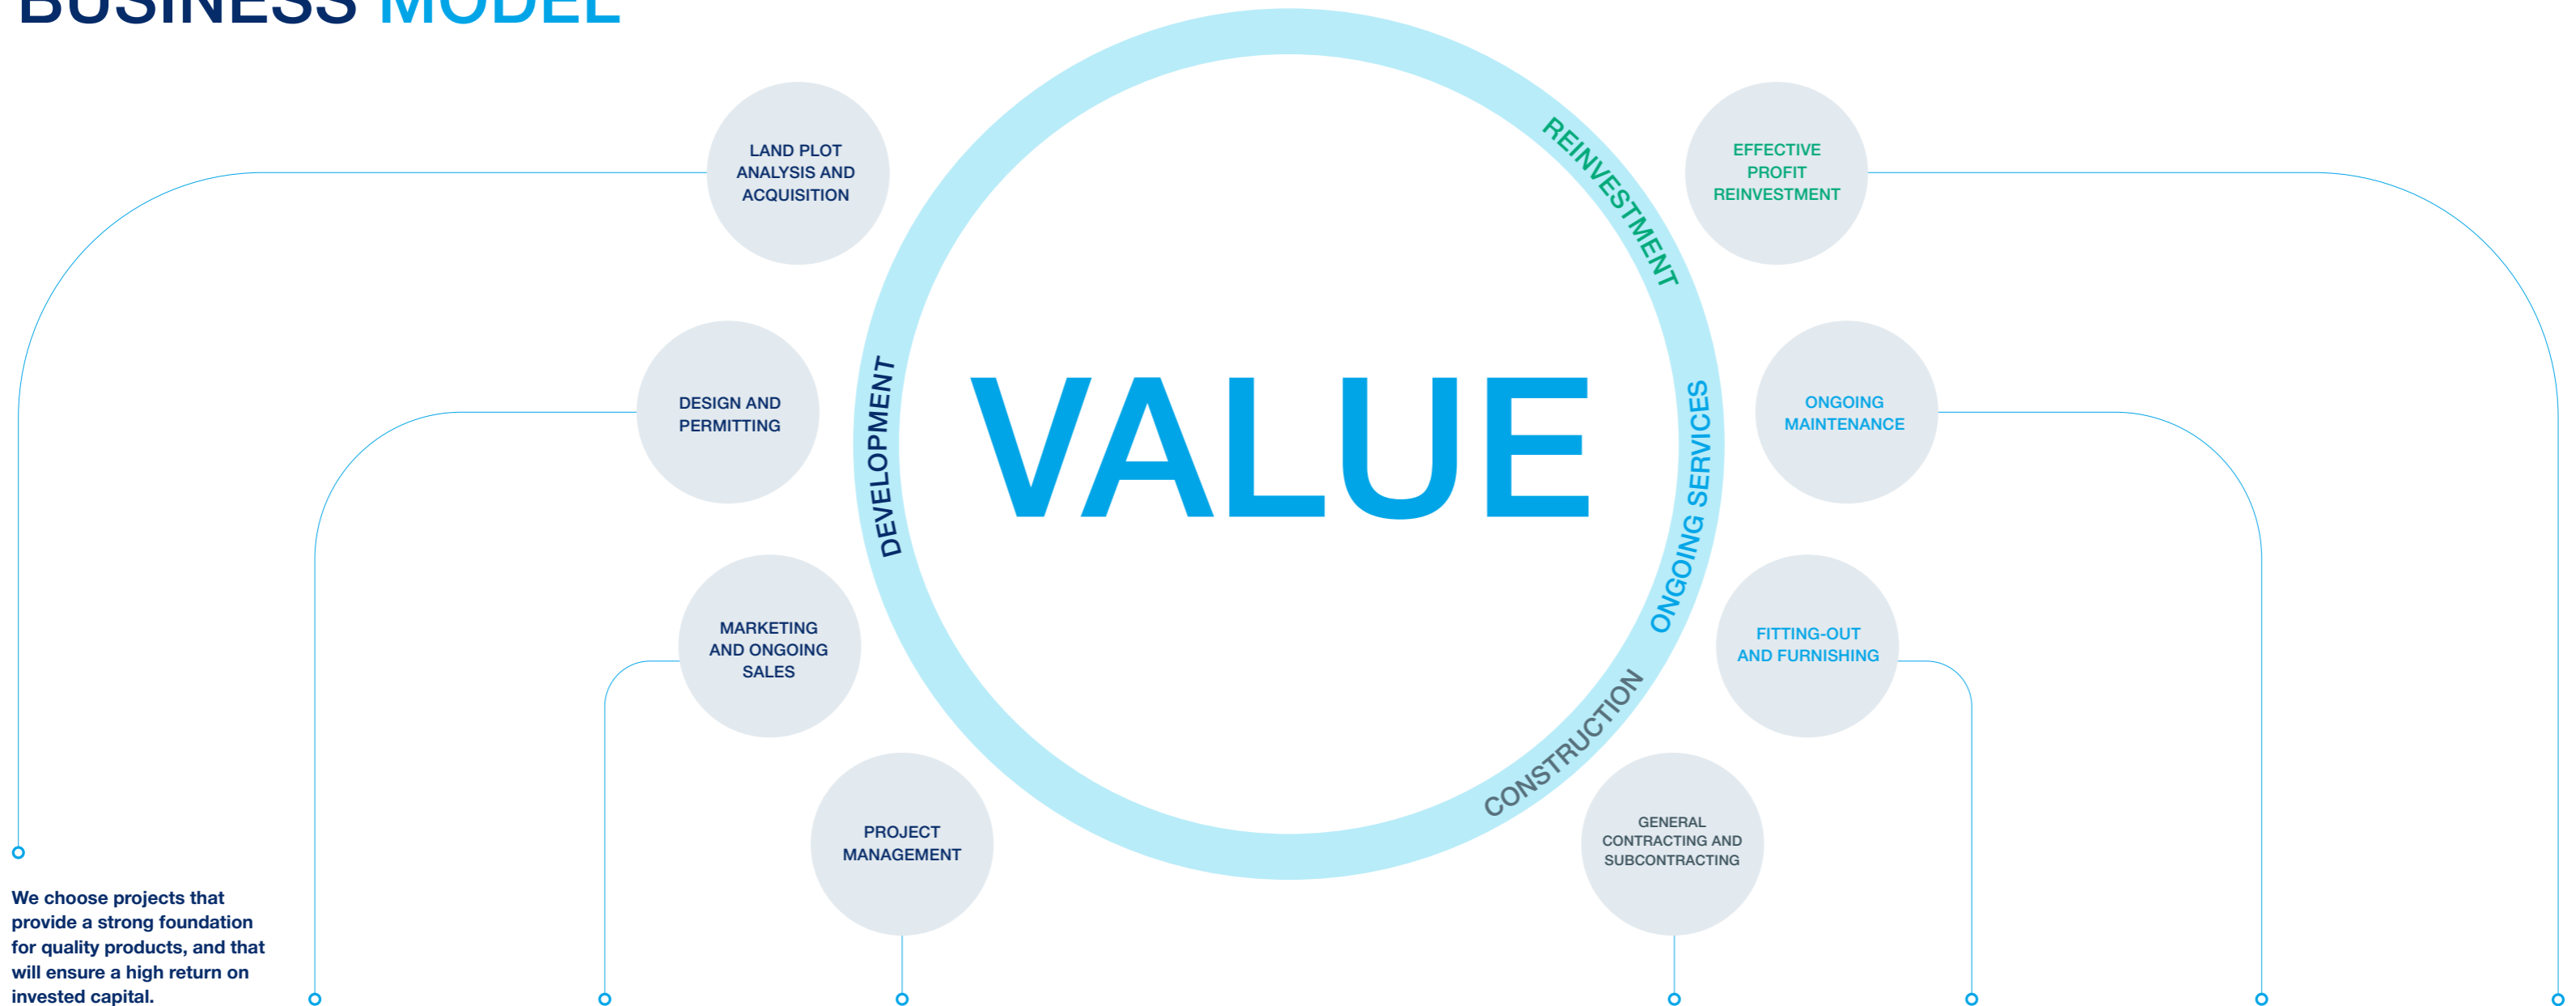 BUSINESS MODEL
LAND PLOT
ANALYSIS AND
ACQUISITION
DESIGN AND
PERMITTING
MARKETING
AND ONGOING
SALES
PROJECT
MANAGEMENT
DEVELOPMENT
VALUE
REINVESTMENT
ONGOING SERVICES
CONSTRUCTION
EFFECTIVE
PROFIT
REINVESTMENT
ONGOING
MAINTENANCE
FITTING-OUT
AND FURNISHING
GENERAL
CONTRACTING AND
SUBCONTRACTING
We choose projects that
provide a strong foundation
for quality products, and that
will ensure a high return on
invested capital.